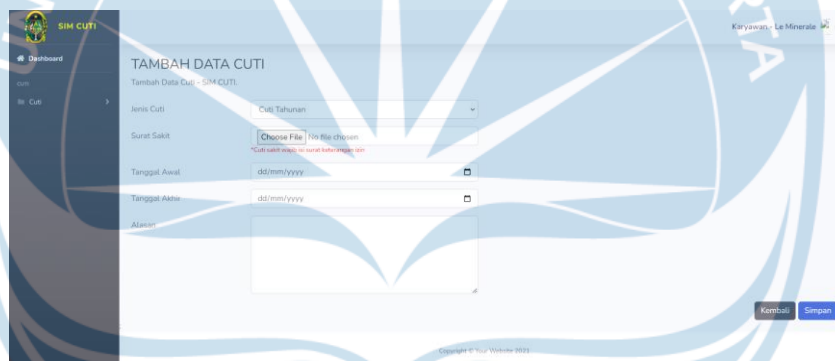 SIM CUTI
Karyawan - Le Minerale
Dashboard
CUTI
Cuti
TAMBAH DATA CUTI
Tambah Data Cuti - SIM CUTI.
Jenis Cuti
Cuti Tahunan
Surat Sakit
Choose File No file chosen
*Cuti sakit wajib isi surat keterangan izin
Tanggal Awal
dd/mm/yyyy
Tanggal Akhir
dd/mm/yyyy
Alasan
Kembali
Simpan
Copyright © Your Website 2021
RTA